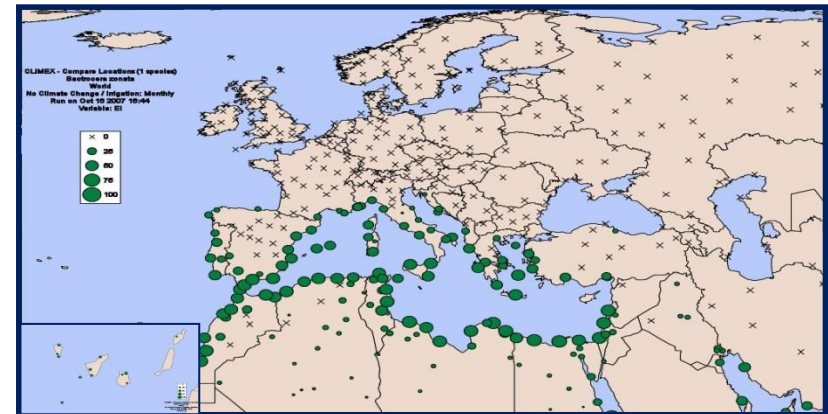 CLIMEX - Compare Locations (1 species)
Bactrocera zonata
World
No Climate Change / Irrigation: Monthly
Run on Oct 16 2007 16:44
Variable: EI
0
25
50
75
100